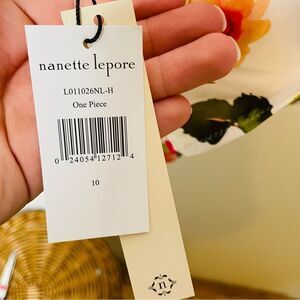 nanette lepore
L011026NL-H
One Piece
0 24054 12712 4
10
n